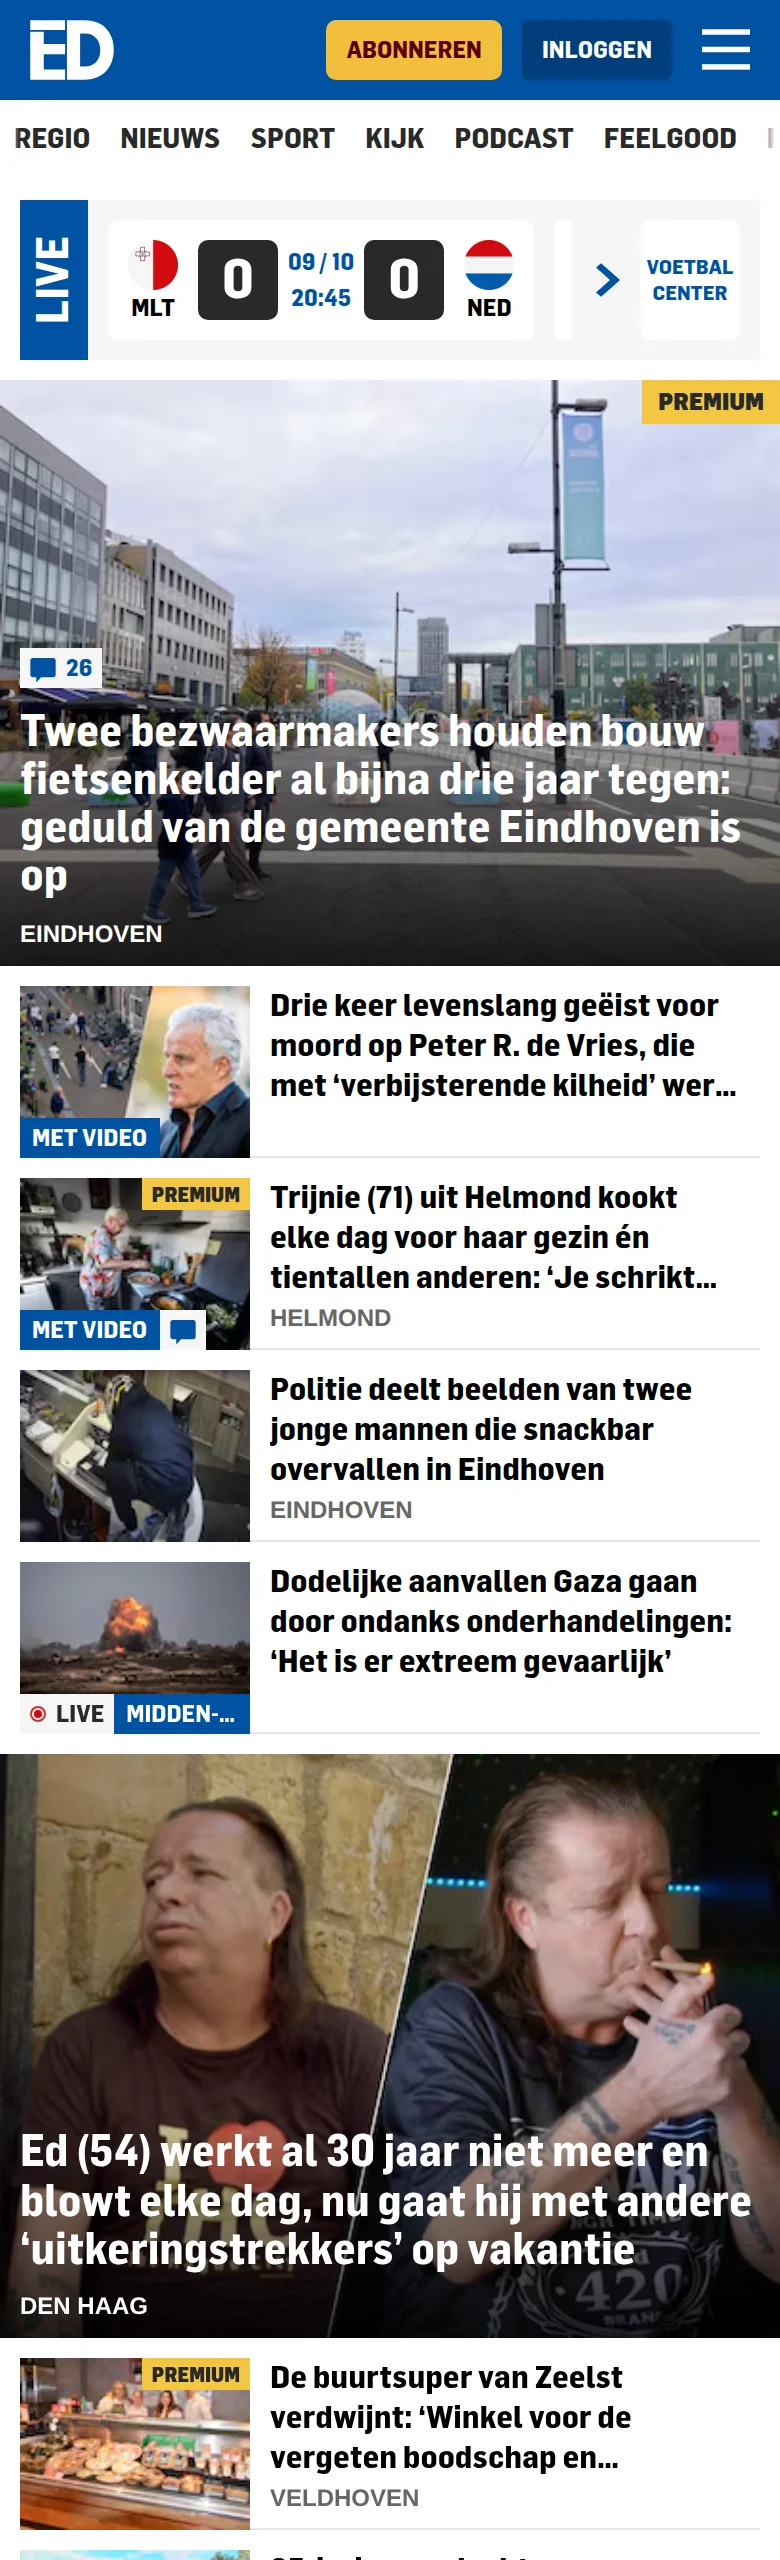 ED
ABONNEREN
INLOGGEN
REGIO NIEUWS SPORT KIJK PODCAST FEELGOOD
LIVE
MLT
0
09 / 10
20:45
0
NED
VOETBAL
CENTER
PREMIUM
26
Twee bezwaarmakers houden bouw
fietsenkelder al bijna drie jaar tegen:
geduld van de gemeente Eindhoven is
op
EINDHOVEN
MET VIDEO
Drie keer levenslang geëist voor
moord op Peter R. de Vries, die
met ‘verbijsterende kilheid’ wer...
PREMIUM
MET VIDEO
Trijnie (71) uit Helmond kookt
elke dag voor haar gezin én
tientallen anderen: ‘Je schrikt...
HELMOND
Politie deelt beelden van twee
jonge mannen die snackbar
overvallen in Eindhoven
EINDHOVEN
LIVE
MIDDEN-...
Dodelijke aanvallen Gaza gaan
door ondanks onderhandelingen:
‘Het is er extreem gevaarlijk’
420
Ed (54) werkt al 30 jaar niet meer en
blowt elke dag, nu gaat hij met andere
‘uitkeringstrekkers’ op vakantie
DEN HAAG
PREMIUM
De buurtsuper van Zeelst
verdwijnt: ‘Winkel voor de
vergeten boodschap en...
VELDHOVEN